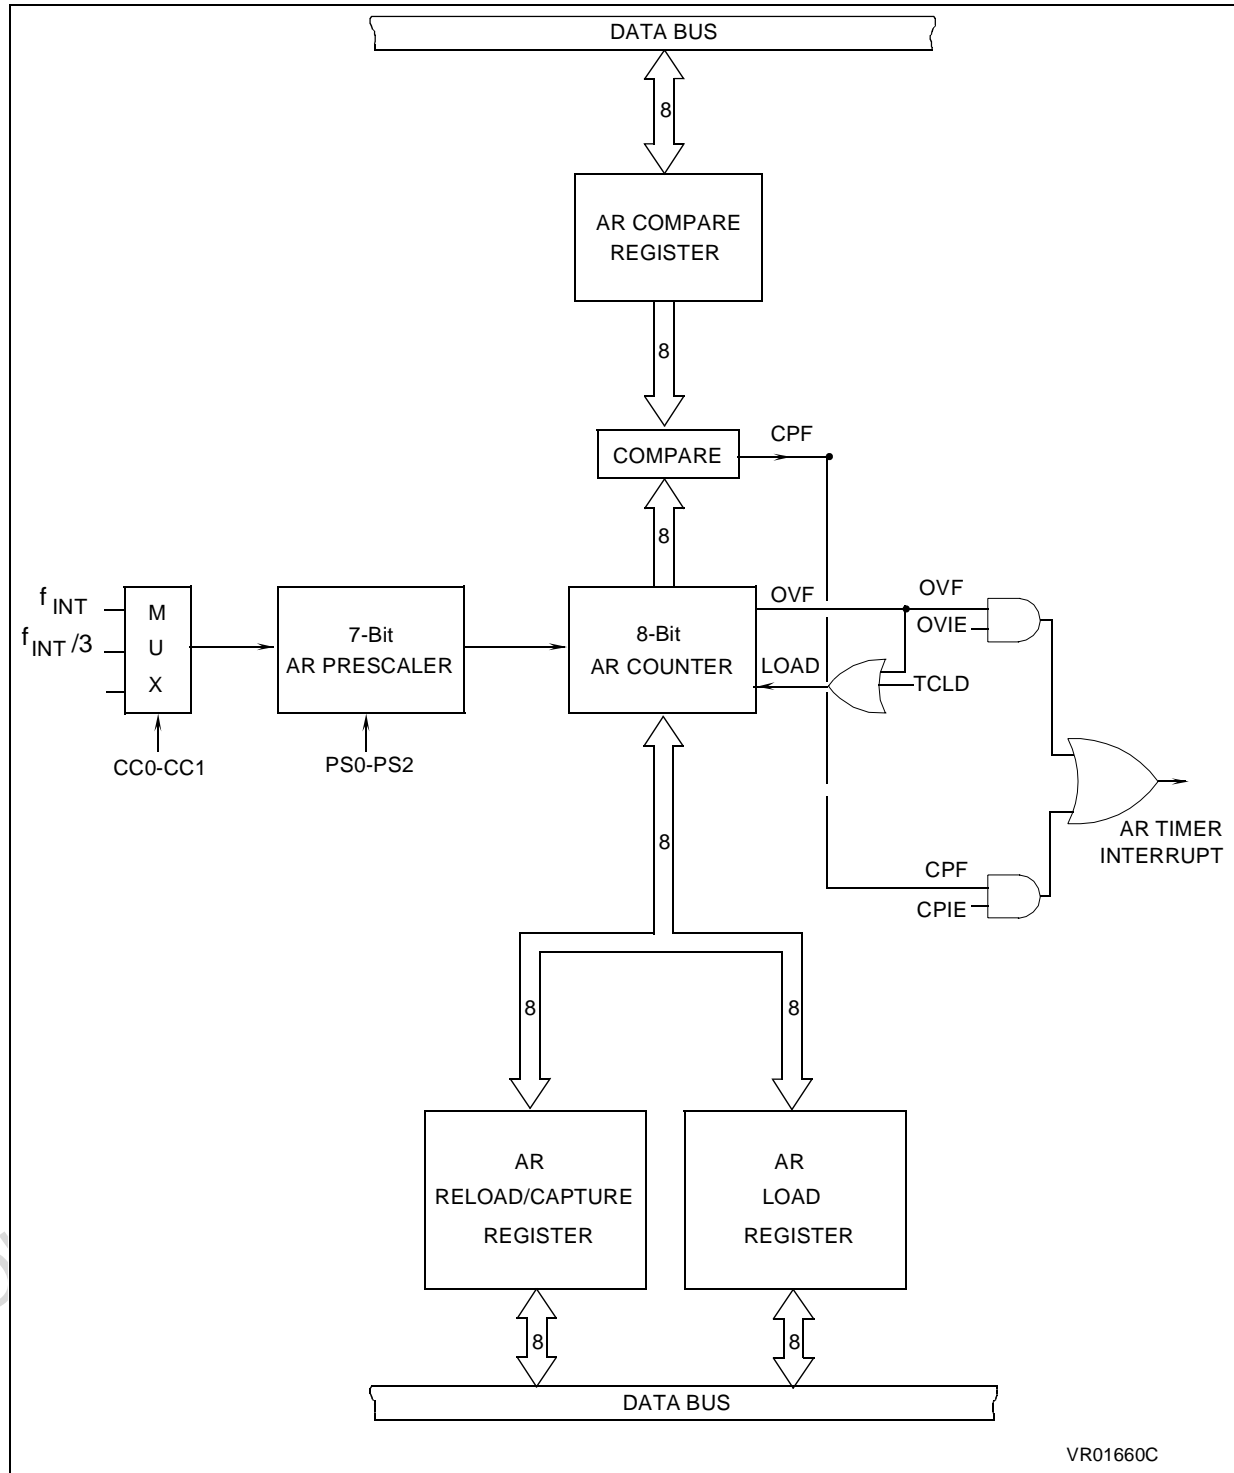 DATA BUS
8
AR COMPARE
REGISTER
8
CPF
COMPARE
8
f INT
f INT /3
M
U
X
7-Bit
AR PRESCALER
8-Bit
AR COUNTER
OVF
OVF
OVIE
LOAD
TCLD
CC0-CC1
PS0-PS2
AR TIMER
INTERRUPT
8
CPF
CPIE
8
8
AR
RELOAD/CAPTURE
REGISTER
AR
LOAD
REGISTER
8
8
DATA BUS
VR01660C